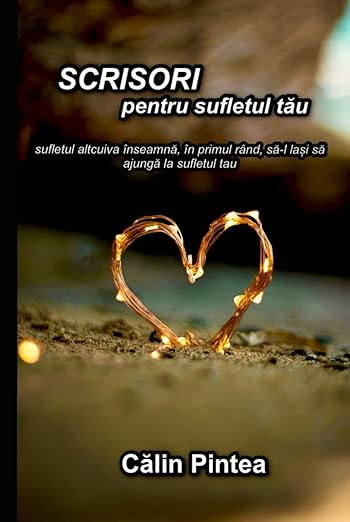 SCRISORI
pentru sufletul tău
sufletul altcuiva înseamnă, în primul rând, să-l lași să
ajungă la sufletul tau
Călin Pintea